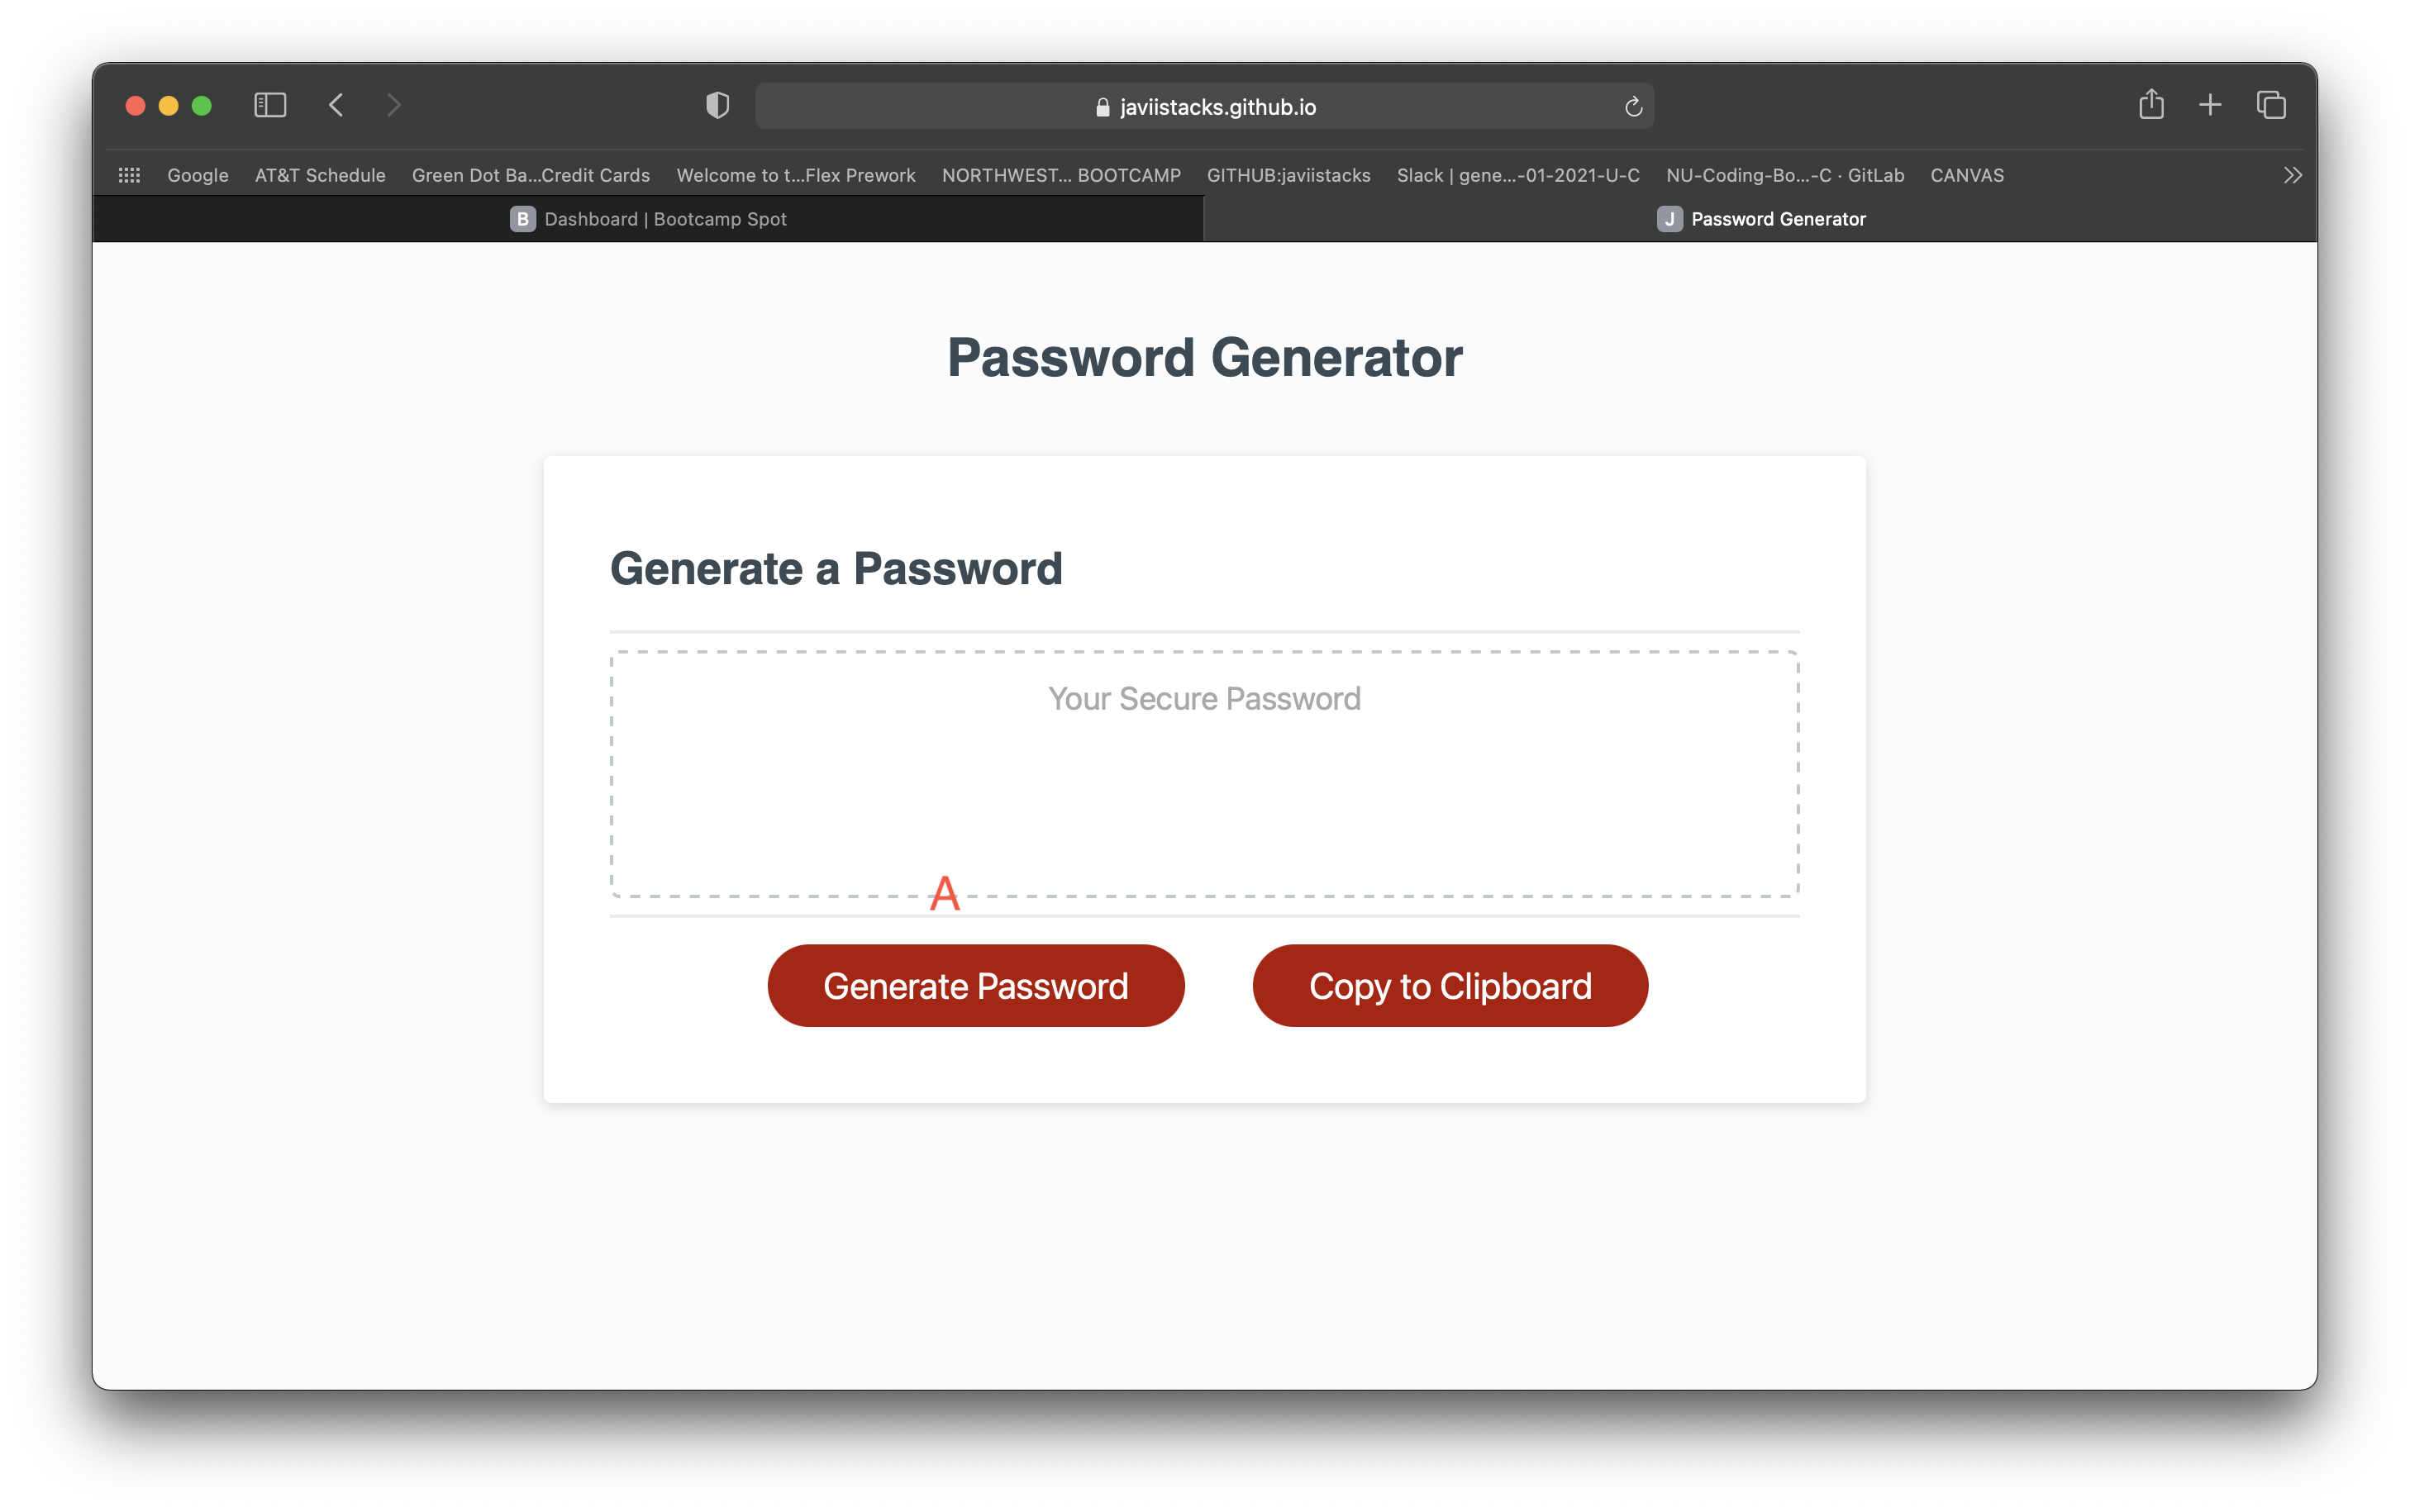 javiistacks.github.io
Google AT&T Schedule Green Dot Ba...Credit Cards Welcome to t...Flex Prework NORTHWEST... BOOTCAMP GITHUB:javiistacks Slack | gene...-01-2021-U-C NU-Coding-Bo...-C · GitLab CANVAS
B Dashboard | Bootcamp Spot J Password Generator
Password Generator
Generate a Password
Your Secure Password
A
Generate Password Copy to Clipboard